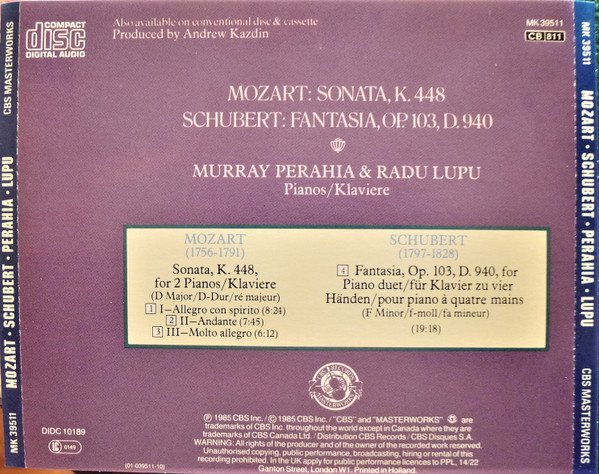 COMPACT
disc
DIGITAL AUDIO
Also available on conventional disc & cassette
Produced by Andrew Kazdin
MK 39511
CB 811
MOZART: SONATA, K. 448
SCHUBERT: FANTASIA, OP. 103, D. 940
MURRAY PERAHIA & RADU LUPU
Pianos/Klaviere
MOZART
(1756-1791)
Sonata, K. 448,
for 2 Pianos/Klaviere
(D Major/D-Dur/ré majeur)
1 I–Allegro con spirito (8:24)
2 II–Andante (7:45)
3 III–Molto allegro (6:12)
SCHUBERT
(1797-1828)
4 Fantasia, Op. 103, D. 940, for
Piano duet/für Klavier zu vier
Händen/pour piano à quatre mains
(F Minor/f-moll/fa mineur)
(19:18)
CBS RECORDS
MASTERWORKS
DIDC 10189
0149
℗ 1985 CBS Inc. / © 1985 CBS Inc. / "CBS" and "MASTERWORKS" are
trademarks of CBS Inc. throughout the world except in Canada where they are
trademarks of CBS Canada Ltd. / Distribution CBS Records / CBS Disques S.A.
WARNING: All rights of the producer and of the owner of the recorded work reserved.
Unauthorised copying, public performance, broadcasting, hiring or rental of this
recording prohibited. In the UK apply for public performance licences to PPL 14/22
Ganton Street, London W1. Printed in Holland.
01-039511-10
MK 39511 MOZART · SCHUBERT · PERAHIA · LUPU CBS MASTERWORKS
MK 39511 MOZART · SCHUBERT · PERAHIA · LUPU CBS MASTERWORKS